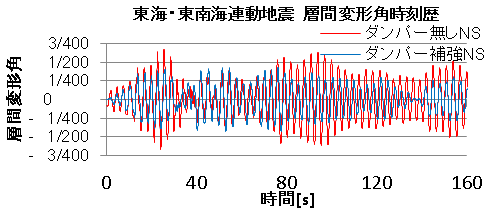 東海・東南海連動地震 層間変形角時刻歴
ダンパー無しNS
ダンパー補強NS
層間変形角
3/400
1/200
1/400
0
- 1/400
- 1/200
- 3/400
0 40 80 120 160
時間[s]